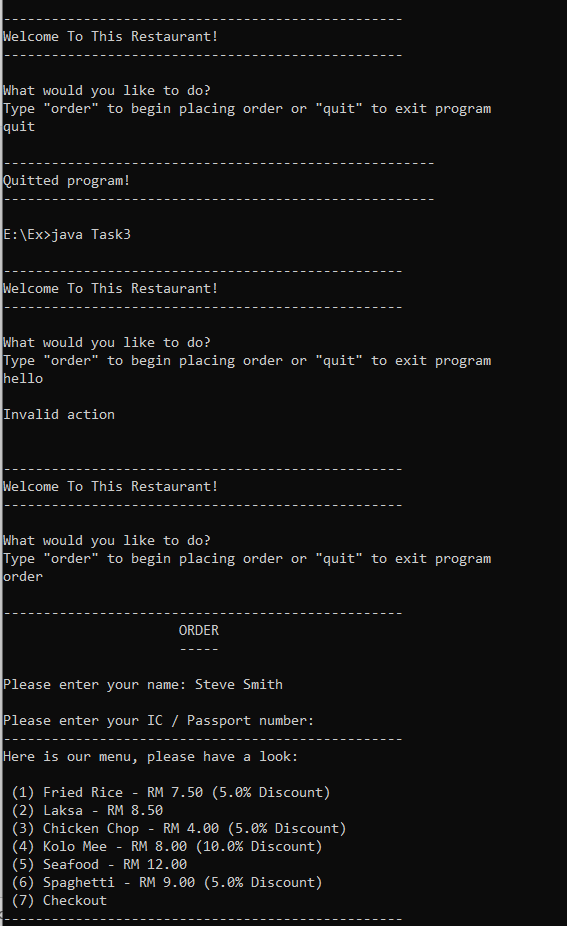 --------------------------------------------------
Welcome To This Restaurant!
--------------------------------------------------
What would you like to do?
Type "order" to begin placing order or "quit" to exit program
quit
------------------------------------------------------
Quitted program!
------------------------------------------------------
E:\Ex>java Task3
--------------------------------------------------
Welcome To This Restaurant!
--------------------------------------------------
What would you like to do?
Type "order" to begin placing order or "quit" to exit program
hello
Invalid action
--------------------------------------------------
Welcome To This Restaurant!
--------------------------------------------------
What would you like to do?
Type "order" to begin placing order or "quit" to exit program
order
--------------------------------------------------
ORDER
-----
Please enter your name: Steve Smith
Please enter your IC / Passport number:
--------------------------------------------------
Here is our menu, please have a look:
(1) Fried Rice - RM 7.50 (5.0% Discount)
(2) Laksa - RM 8.50
(3) Chicken Chop - RM 4.00 (5.0% Discount)
(4) Kolo Mee - RM 8.00 (10.0% Discount)
(5) Seafood - RM 12.00
(6) Spaghetti - RM 9.00 (5.0% Discount)
(7) Checkout
--------------------------------------------------